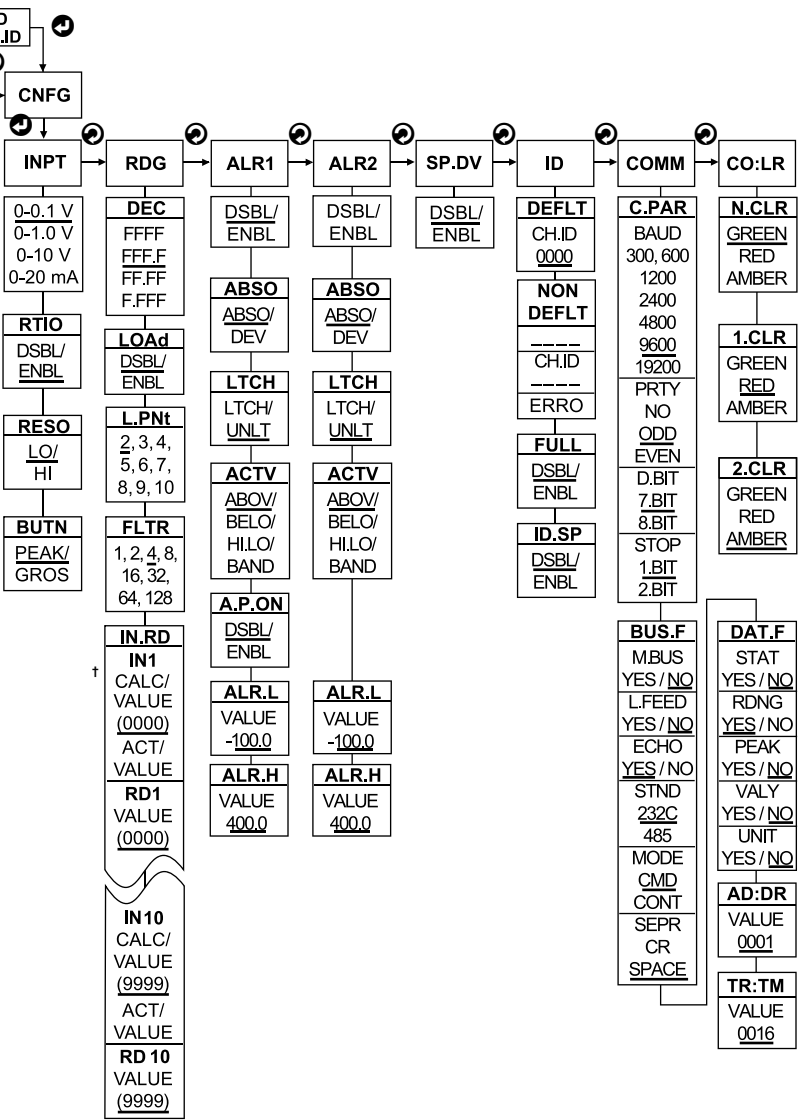 .ID
CNFG
INPT
RDG
ALR1
ALR2
SP.DV
ID
COMM
CO:LR
0-0.1 V
0-1.0 V
0-10 V
0-20 mA
RTIO
DSBL/
ENBL
RESO
LO/
HI
BUTN
PEAK/
GROS
DEC
FFFF
FFF.F
FF.FF
F.FFF
LOAd
DSBL/
ENBL
L.PNt
2, 3, 4,
5, 6, 7,
8, 9, 10
FLTR
1, 2, 4, 8,
16, 32,
64, 128
IN.RD
†
IN1
CALC/
VALUE
(0000)
ACT/
VALUE
RD1
VALUE
(0000)
IN10
CALC/
VALUE
(9999)
ACT/
VALUE
RD 10
VALUE
(9999)
DSBL/
ENBL
ABSO
ABSO/
DEV
LTCH
LTCH/
UNLT
ACTV
ABOV/
BELO/
HI.LO/
BAND
A.P.ON
DSBL/
ENBL
ALR.L
VALUE
-100.0
ALR.H
VALUE
400.0
DSBL/
ENBL
ABSO
ABSO/
DEV
LTCH
LTCH/
UNLT
ACTV
ABOV/
BELO/
HI.LO/
BAND
ALR.L
VALUE
-100.0
ALR.H
VALUE
400.0
DSBL/
ENBL
DEFLT
CH.ID
0000
NON
DEFLT
_ _ _ _
CH.ID
_ _ _ _
ERRO
FULL
DSBL/
ENBL
ID.SP
DSBL/
ENBL
C.PAR
BAUD
300, 600
1200
2400
4800
9600
19200
PRTY
NO
ODD
EVEN
D.BIT
7.BIT
8.BIT
STOP
1.BIT
2.BIT
BUS.F
M.BUS
YES / NO
L.FEED
YES / NO
ECHO
YES / NO
STND
232C
485
MODE
CMD
CONT
SEPR
CR
SPACE
N.CLR
GREEN
RED
AMBER
1.CLR
GREEN
RED
AMBER
2.CLR
GREEN
RED
AMBER
DAT.F
STAT
YES / NO
RDNG
YES / NO
PEAK
YES / NO
VALY
YES / NO
UNIT
YES / NO
AD:DR
VALUE
0001
TR:TM
VALUE
0016